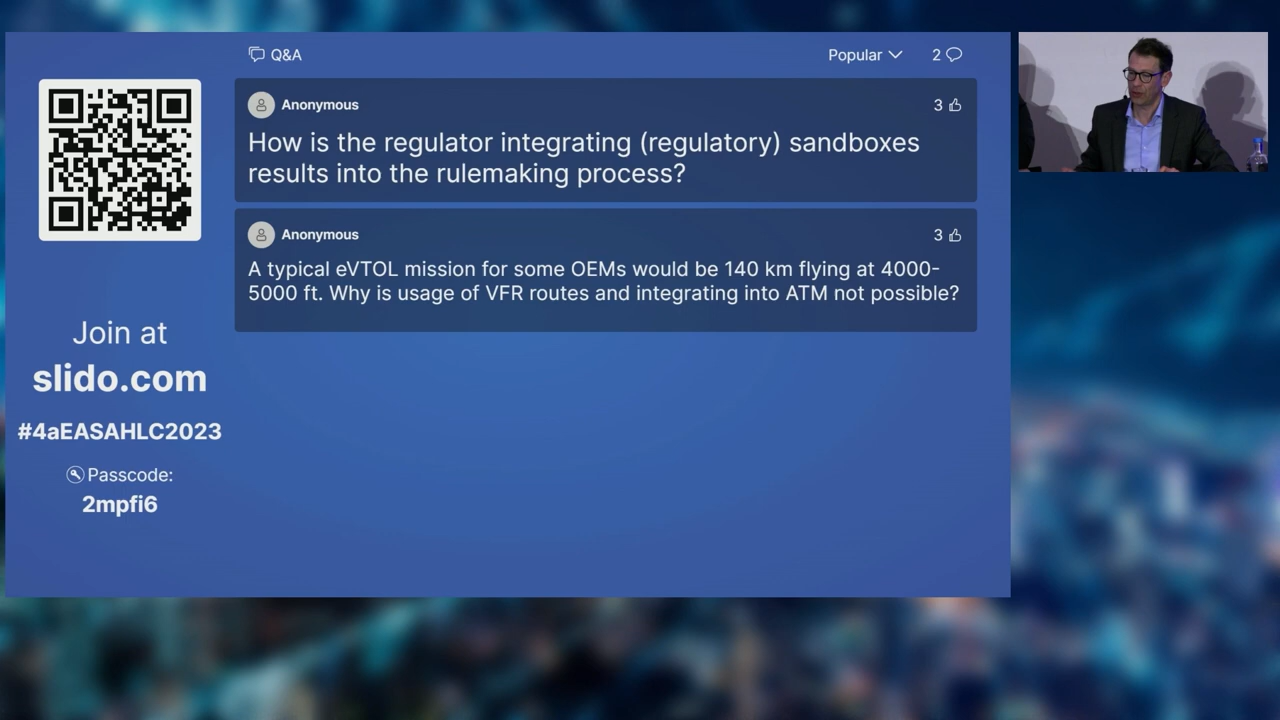 Q&A
Popular
2
Anonymous
3
How is the regulator integrating (regulatory) sandboxes
results into the rulemaking process?
Anonymous
3
A typical eVTOL mission for some OEMs would be 140 km flying at 4000-
5000 ft. Why is usage of VFR routes and integrating into ATM not possible?
Join at
slido.com
#4aEASAHLC2023
Passcode:
2mpfi6